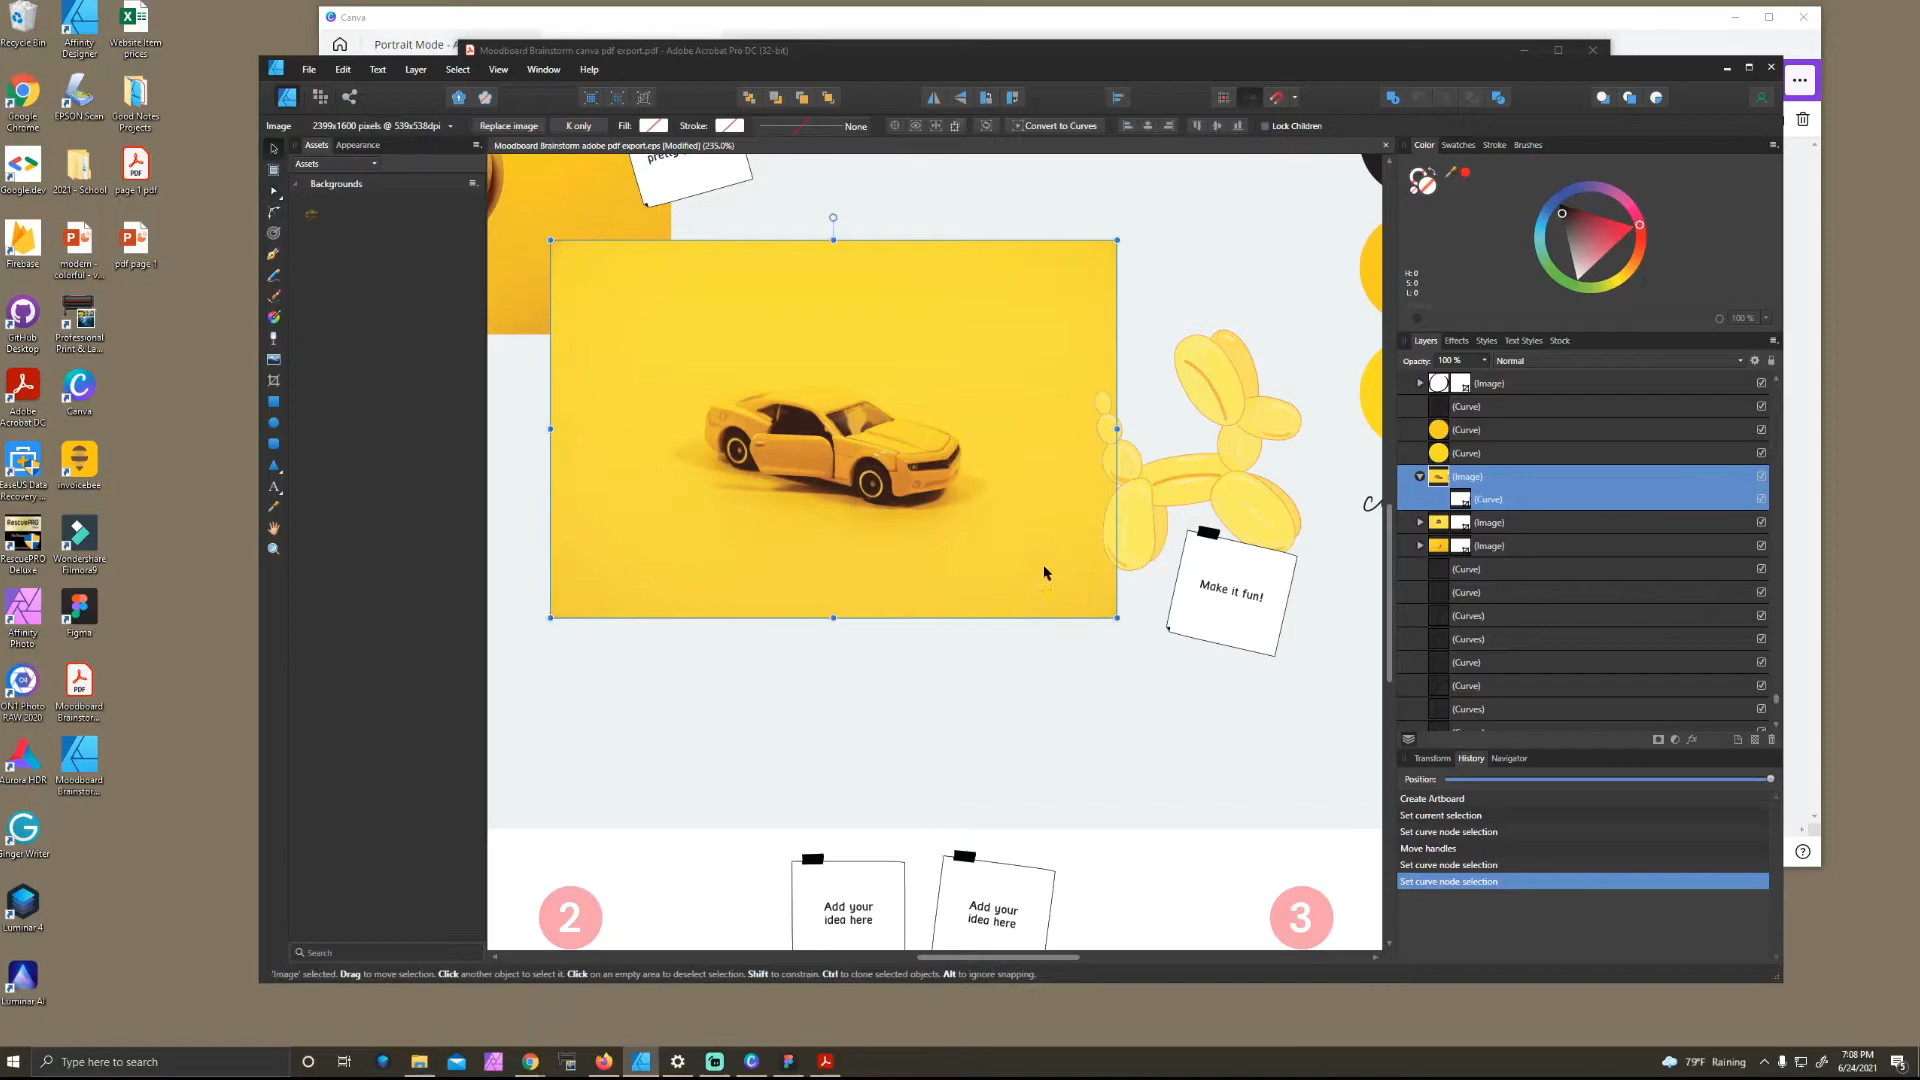 Canva
Portrait Mode - A
Moodboard Brainstorm canva pdf export.pdf - Adobe Acrobat Pro DC (32-bit)
File Edit Text Layer Select View Window Help
Image 2399x1600 pixels @ 539x538dpi Replace image K only Fill: Stroke: None Convert to Curves Lock Children
Assets Appearance
Moodboard Brainstorm adobe pdf export.eps [Modified] (235.0%)
Color Swatches Stroke Brushes
Assets
Backgrounds
H: 0
S: 0
L: 0
100 %
Layers Effects Styles Text Styles Stock
Opacity: 100 % Normal
(Image)
(Curve)
(Curve)
(Curve)
(Image)
(Curve)
(Image)
(Image)
(Curve)
(Curve)
(Curves)
(Curves)
(Curve)
(Curve)
(Curves)
Transform History Navigator
Position:
Create Artboard
Set current selection
Set curve node selection
Move handles
Set curve node selection
Set curve node selection
Make it fun!
2
Add your
idea here
Add your
idea here
3
Search
'Image' selected. Drag to move selection. Click another object to select it. Click on an empty area to deselect selection. Shift to constrain. Ctrl to clone selected objects. Alt to ignore snapping.
Recycle Bin
Affinity
Designer
Website Item
prices
Google
Chrome
EPSON Scan
Good Notes
Projects
Google.dev
2021 - School
page 1 pdf
Firebase
modern -
colorful - v...
pdf page 1
GitHub
Desktop
Professional
Print & La...
Adobe
Acrobat DC
Canva
EaseUS Data
Recovery ...
invoicebee
RescuePRO
Deluxe
Wondershare
Filmora9
Affinity
Photo
Figma
ON1 Photo
RAW 2020
Moodboard
Brainstor...
Aurora HDR
Moodboard
Brainstor...
Ginger Writer
Luminar 4
Luminar AI
Type here to search
79°F Raining
7:08 PM
6/24/2021